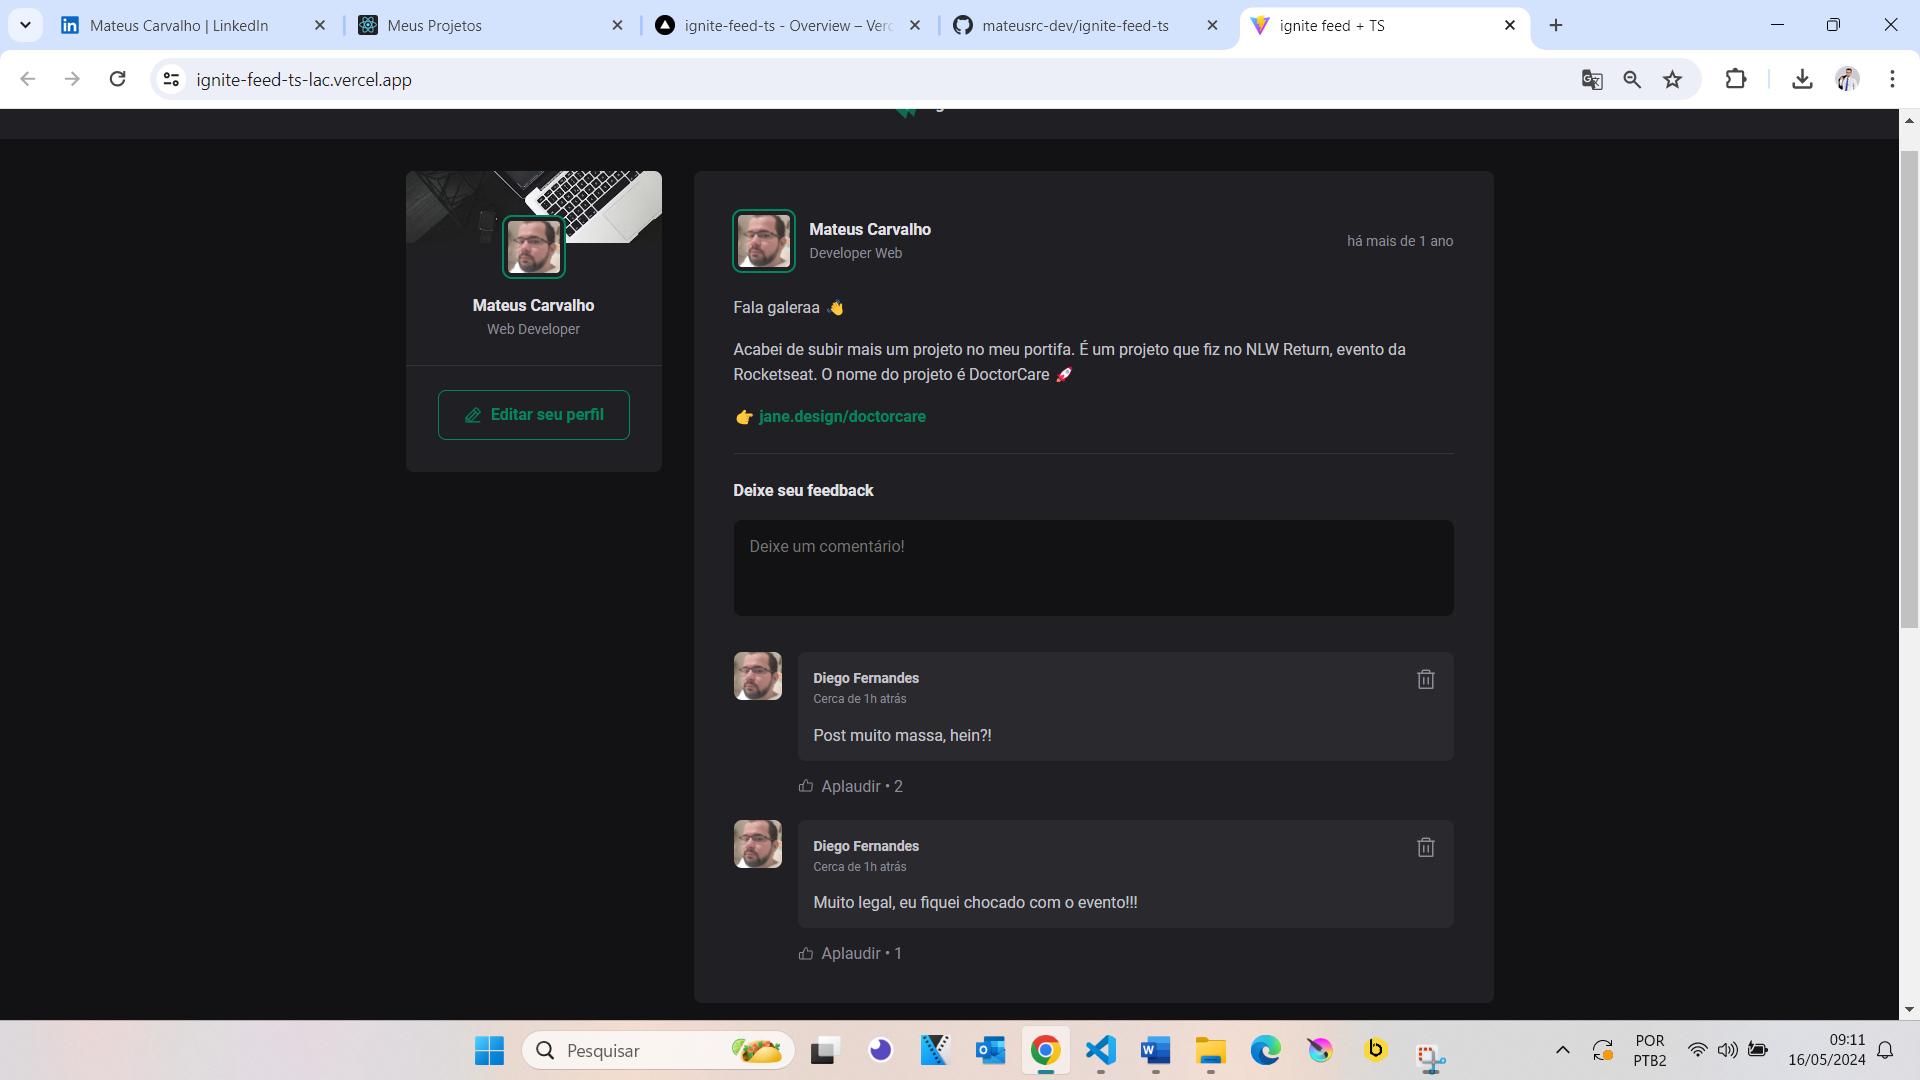 Mateus Carvalho | LinkedIn
Meus Projetos
ignite-feed-ts - Overview – Verc
mateusrc-dev/ignite-feed-ts
ignite feed + TS
ignite-feed-ts-lac.vercel.app
Mateus Carvalho
Web Developer
Editar seu perfil
Mateus Carvalho
Developer Web
há mais de 1 ano
Fala galeraa 👋
Acabei de subir mais um projeto no meu portifa. É um projeto que fiz no NLW Return, evento da
Rocketseat. O nome do projeto é DoctorCare 🚀
👉 jane.design/doctorcare
Deixe seu feedback
Deixe um comentário!
Diego Fernandes
Cerca de 1h atrás
Post muito massa, hein?!
Aplaudir • 2
Diego Fernandes
Cerca de 1h atrás
Muito legal, eu fiquei chocado com o evento!!!
Aplaudir • 1
Pesquisar
POR
PTB2
09:11
16/05/2024